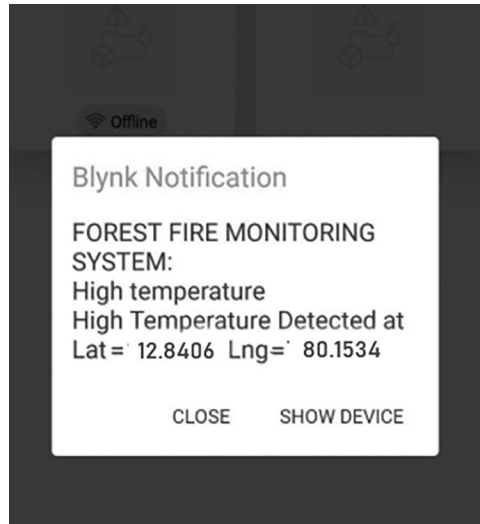 Offline
Blynk Notification
FOREST FIRE MONITORING
SYSTEM:
High temperature
High Temperature Detected at
Lat= 12.8406 Lng= 80.1534
CLOSE SHOW DEVICE